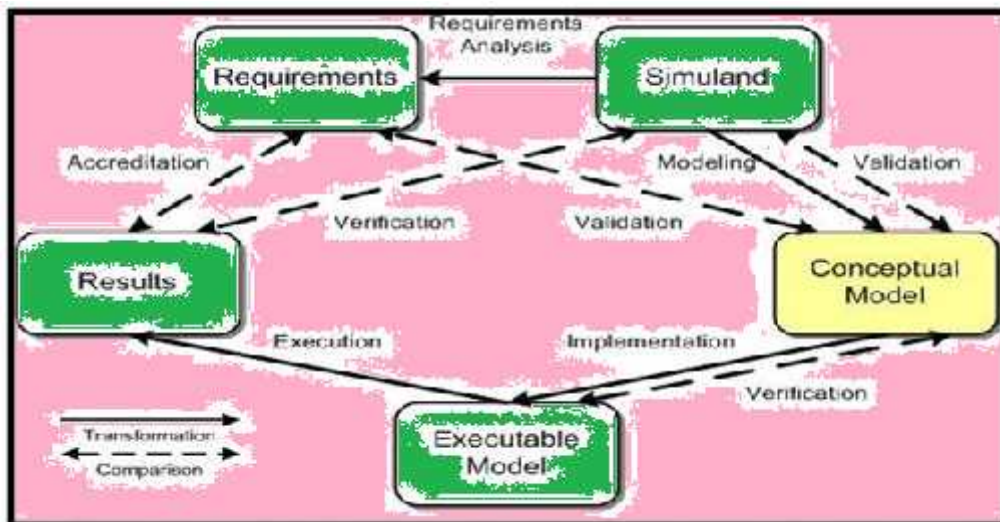 Requirements
Analysis
Requirements
Simuland
Accreditation
Modeling
Validation
Verification
Validation
Results
Conceptual
Model
Execution
Implementation
Verification
Transformation
Comparison
Executable
Model